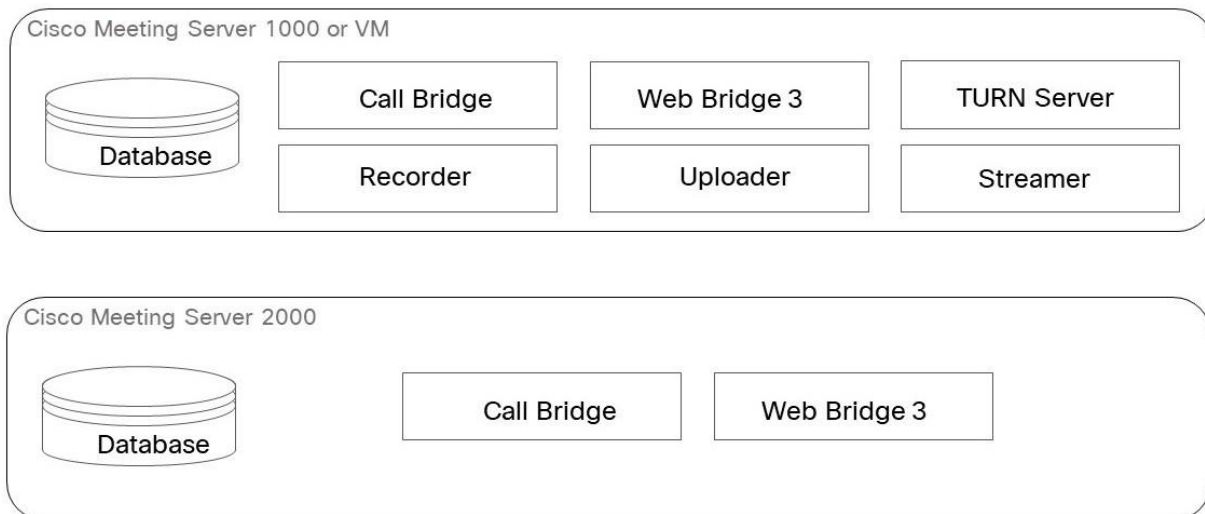 Cisco Meeting Server 1000 or VM
Call Bridge
Web Bridge 3
TURN Server
Database
Recorder
Uploader
Streamer
Cisco Meeting Server 2000
Call Bridge
Web Bridge 3
Database